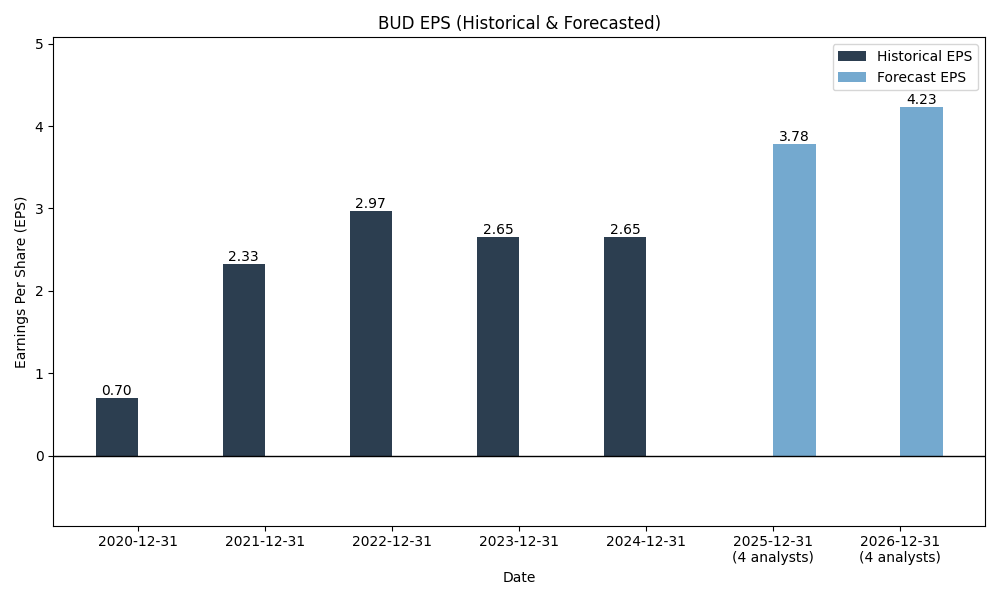 BUD EPS (Historical & Forecasted)
Historical EPS
Forecast EPS
Earnings Per Share (EPS)
5
4
3
2
1
0
0.70
2.33
2.97
2.65
2.65
3.78
4.23
2020-12-31
2021-12-31
2022-12-31
2023-12-31
2024-12-31
2025-12-31
(4 analysts)
2026-12-31
(4 analysts)
Date